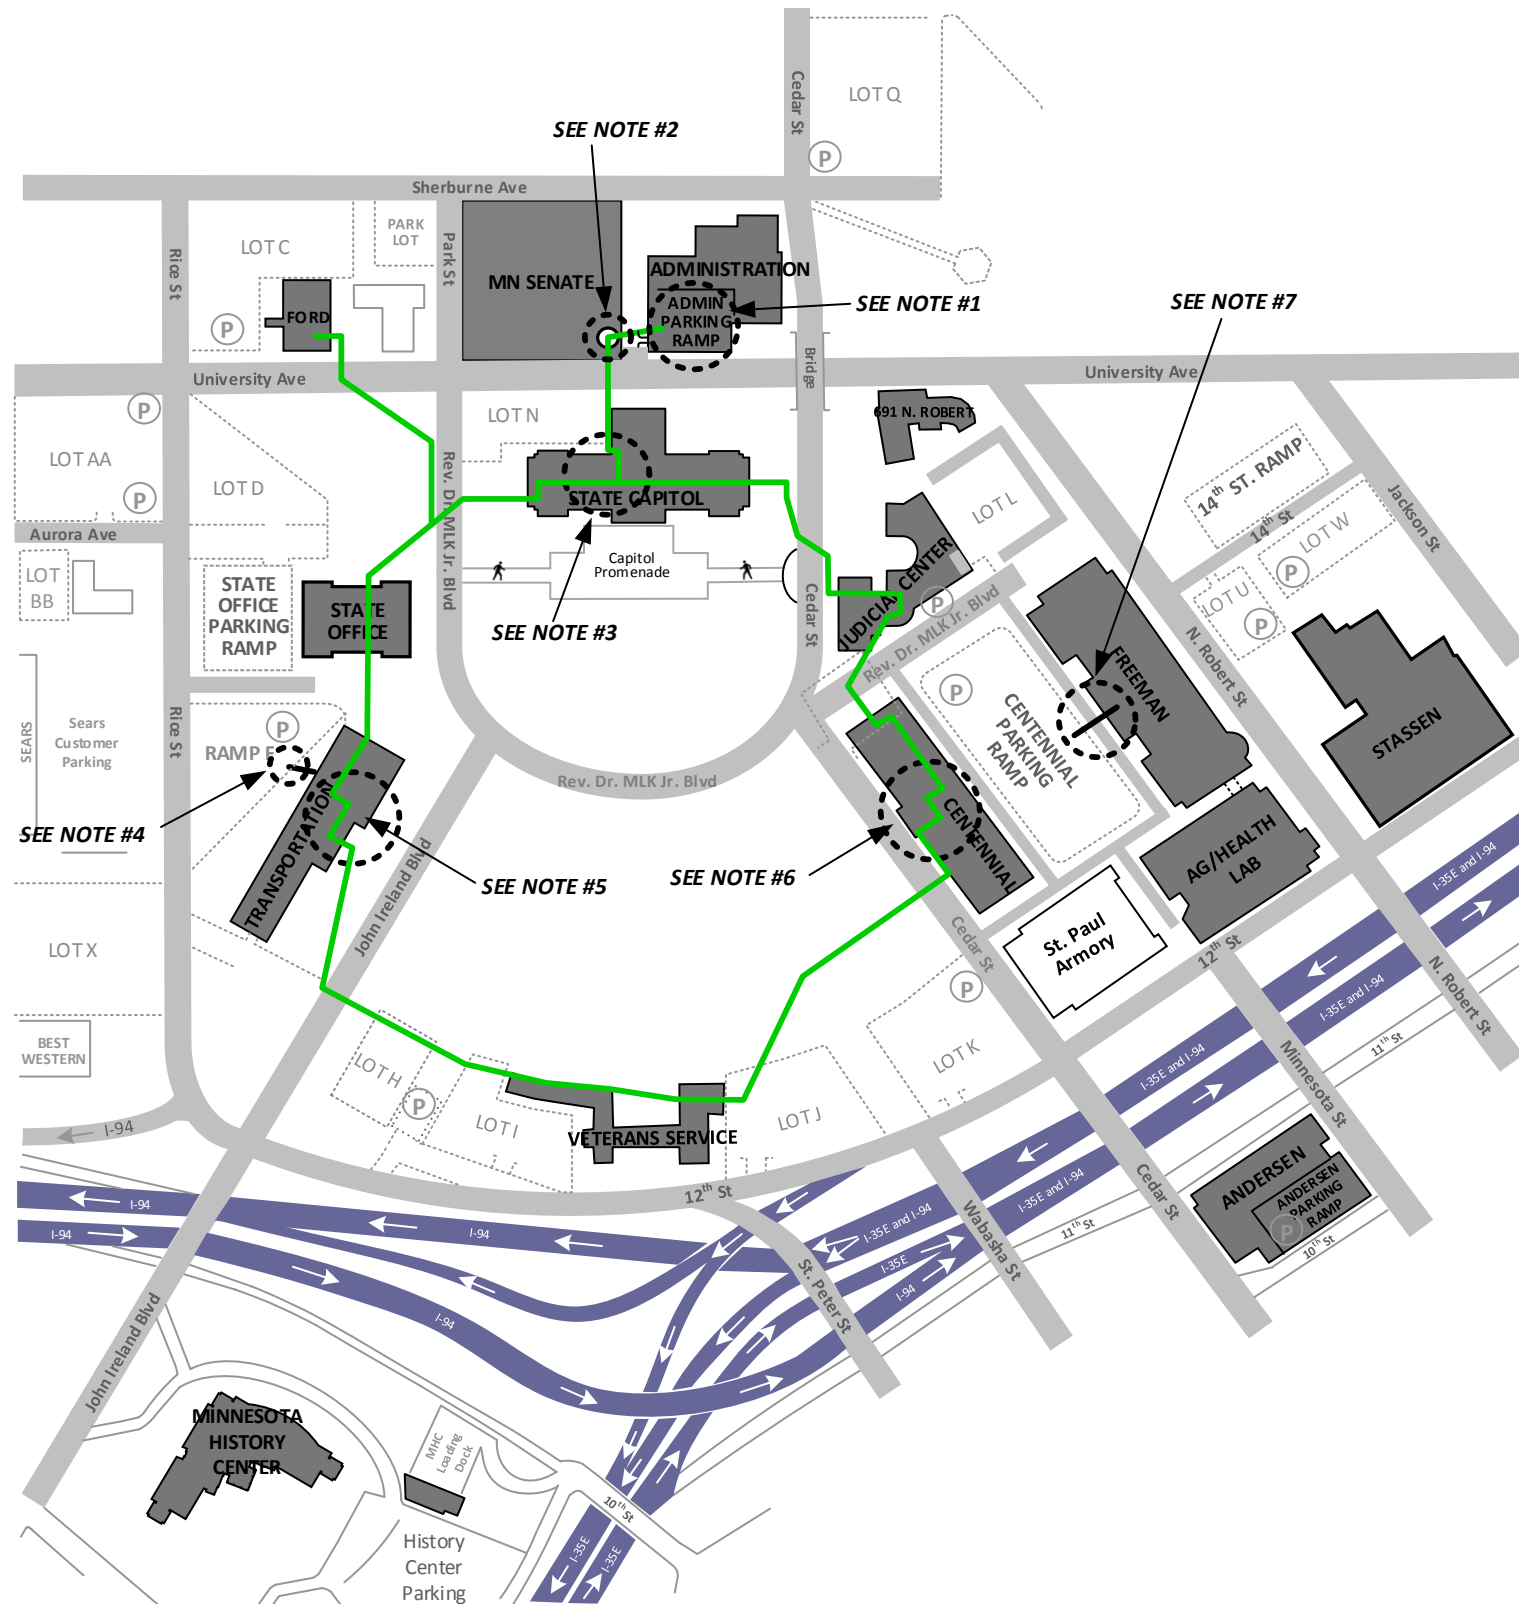 Cedar St
LOT Q
P
SEE NOTE #2
Sherburne Ave
LOT C
PARK
LOT
Park St
Rice St
MN SENATE
ADMINISTRATION
ADMIN
PARKING
RAMP
SEE NOTE #1
SEE NOTE #7
FORD
P
University Ave
Bridge
University Ave
P
LOT N
691 N. ROBERT
LOT AA
P
LOT D
Rev. Dr. MLK Jr. Blvd
STATE CAPITOL
LOT L
14th ST. RAMP
14th St
LOT W
P
Jackson St
Aurora Ave
LOT
BB
STATE
OFFICE
PARKING
RAMP
STATE
OFFICE
Capitol
Promenade
SEE NOTE #3
Cedar St
JUDICIAL CENTER
P
Rev. Dr. MLK Jr. Blvd
LOT U
P
N. Robert St
SEARS
Sears
Customer
Parking
Rice St
P
RAMP F
P
CENTENNIAL
PARKING
RAMP
FREEMAN
STASSEN
Rev. Dr. MLK Jr. Blvd
SEE NOTE #4
TRANSPORTATION
SEE NOTE #5
SEE NOTE #6
CENTENNIAL
John Ireland Blvd
AG/HEALTH
LAB
I-35E and I-94
LOT X
Cedar St
St. Paul
Armory
12th St
P
I-35E and I-94
N. Robert St
BEST
WESTERN
LOT H
P
LOT I
VETERANS SERVICE
LOT J
LOT K
I-35E and I-94
11th St
Minnesota St
I-94
12th St
I-35E and I-94
Cedar St
ANDERSEN
ANDERSEN
PARKING
RAMP
P
10th St
I-94
I-94
I-94
I-35E and I-94
Wabasha St
11th St
I-35E
I-94
St. Peter St
I-94
John Ireland Blvd
MINNESOTA
HISTORY
CENTER
MHC
Loading
Dock
10th St
History
Center
Parking
I-35E
I-35E